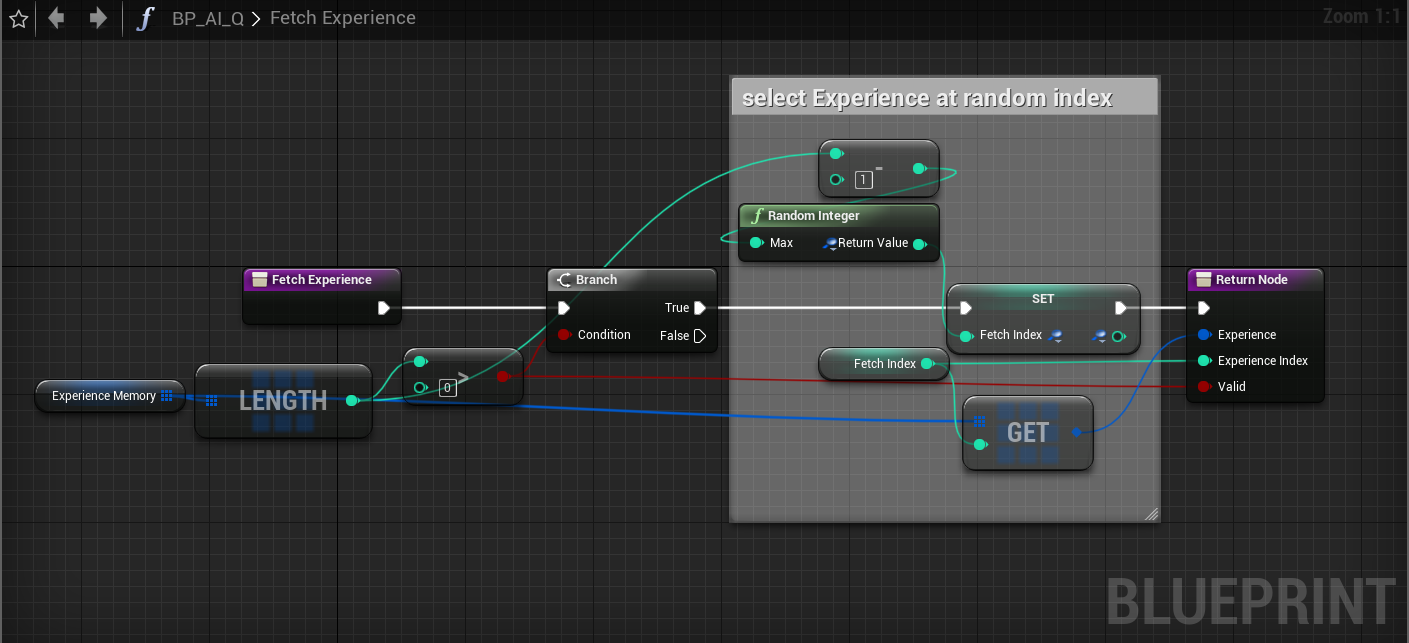 BP_AI_Q > Fetch Experience
Zoom 1:1
select Experience at random index
-
1
f Random Integer
Max
Return Value
Fetch Experience
Branch
True
Condition
False
SET
Fetch Index
Return Node
Experience
Experience Index
Valid
Fetch Index
>
0
Experience Memory
LENGTH
GET
BLUEPRINT